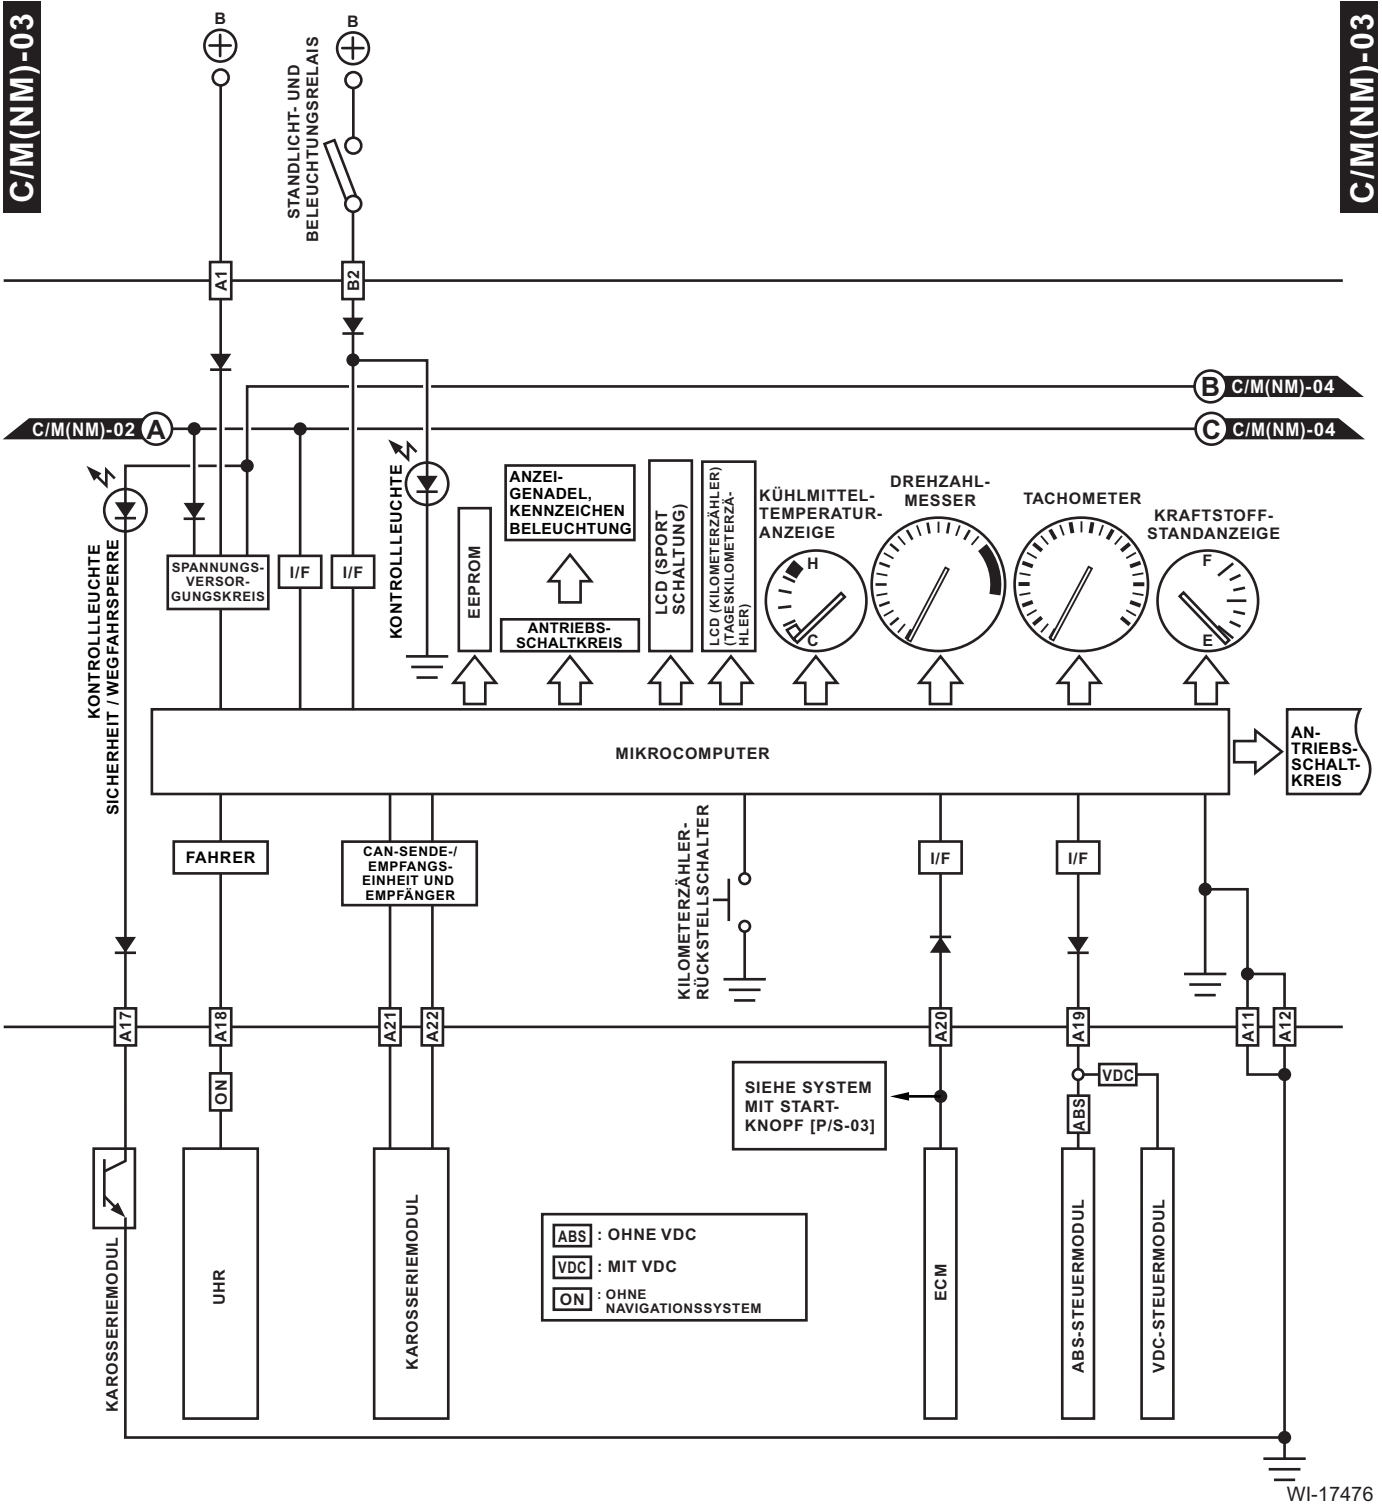 C/M(NM)-03
C/M(NM)-03
B
B
STANDLICHT- UND
BELEUCHTUNGSRELAIS
A1
B2
B C/M(NM)-04
C/M(NM)-02 A
C C/M(NM)-04
KONTROLLLEUCHTE
SICHERHEIT / WEGFAHRSPERRE
SPANNUNGS-
VERSOR-
GUNGSKREIS
I/F
I/F
KONTROLLLEUCHTE
EEPROM
ANZEI-
GENADEL,
KENNZEICHEN
BELEUCHTUNG
ANTRIEBS-
SCHALTKREIS
LCD (SPORT
SCHALTUNG)
LCD (KILOMETERZÄHLER)
(TAGESKILOMETERZÄ-
HLER)
KÜHLMITTEL-
TEMPERATUR-
ANZEIGE
H
C
DREHZAHL-
MESSER
TACHOMETER
KRAFTSTOFF-
STANDANZEIGE
F
E
MIKROCOMPUTER
AN-
TRIEBS-
SCHALT-
KREIS
FAHRER
CAN-SENDE-/
EMPFANGS-
EINHEIT UND
EMPFÄNGER
KILOMETERZÄHLER-
RÜCKSTELLSCHALTER
I/F
I/F
A17
A18
A21
A22
A20
A19
A11
A12
ON
SIEHE SYSTEM
MIT START-
KNOPF [P/S-03]
VDC
ABS
KAROSSERIEMODUL
UHR
KAROSSERIEMODUL
ABS : OHNE VDC
VDC : MIT VDC
ON : OHNE
NAVIGATIONSSYSTEM
ECM
ABS-STEUERMODUL
VDC-STEUERMODUL
WI-17476